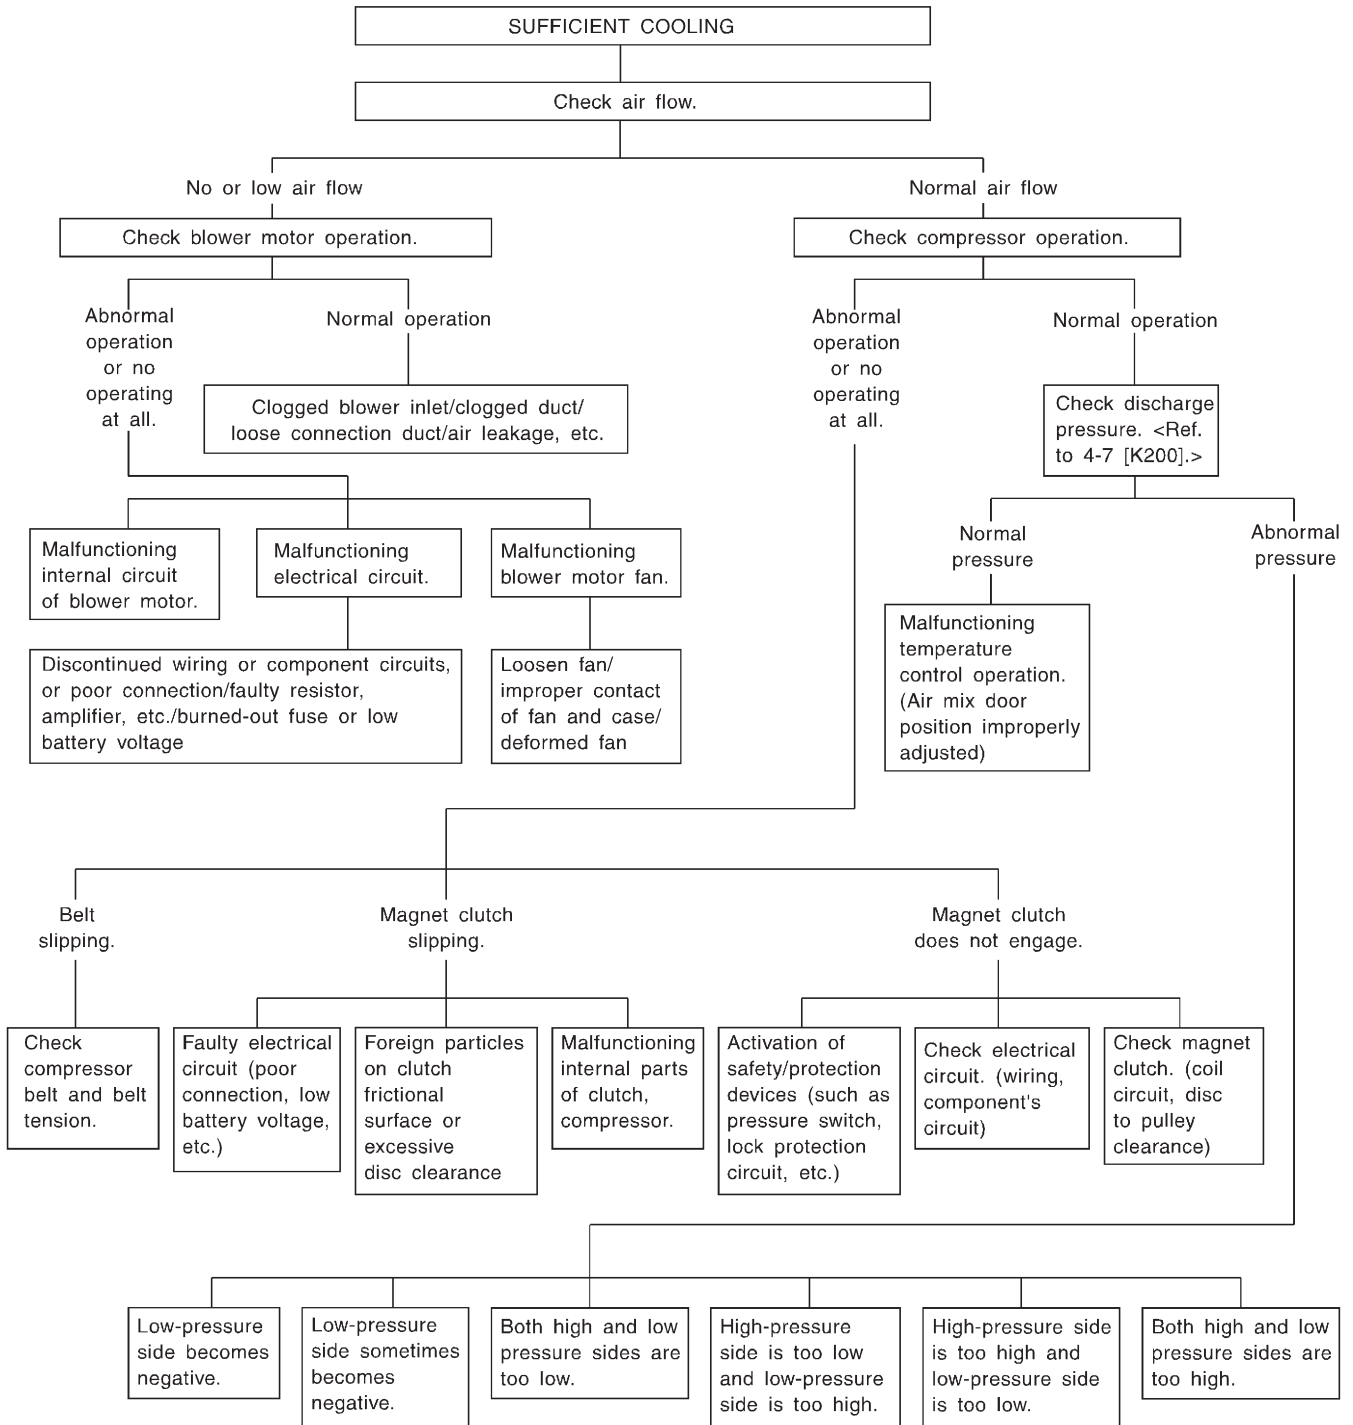 SUFFICIENT COOLING
Check air flow.
No or low air flow
Normal air flow
Check blower motor operation.
Check compressor operation.
Abnormal
operation
or no
operating
at all.
Normal operation
Abnormal
operation
or no
operating
at all.
Normal operation
Clogged blower inlet/clogged duct/
loose connection duct/air leakage, etc.
Check discharge
pressure. <Ref.
to 4-7 [K200].>
Malfunctioning
internal circuit
of blower motor.
Malfunctioning
electrical circuit.
Malfunctioning
blower motor fan.
Normal
pressure
Abnormal
pressure
Discontinued wiring or component circuits,
or poor connection/faulty resistor,
amplifier, etc./burned-out fuse or low
battery voltage
Loosen fan/
improper contact
of fan and case/
deformed fan
Malfunctioning
temperature
control operation.
(Air mix door
position improperly
adjusted)
Belt
slipping.
Magnet clutch
slipping.
Magnet clutch
does not engage.
Check
compressor
belt and belt
tension.
Faulty electrical
circuit (poor
connection, low
battery voltage,
etc.)
Foreign particles
on clutch
frictional
surface or
excessive
disc clearance
Malfunctioning
internal parts
of clutch,
compressor.
Activation of
safety/protection
devices (such as
pressure switch,
lock protection
circuit, etc.)
Check electrical
circuit. (wiring,
component's
circuit)
Check magnet
clutch. (coil
circuit, disc
to pulley
clearance)
Low-pressure
side becomes
negative.
Low-pressure
side sometimes
becomes
negative.
Both high and low
pressure sides are
too low.
High-pressure
side is too low
and low-pressure
side is too high.
High-pressure side
is too high and
low-pressure side
is too low.
Both high and low
pressure sides are
too high.